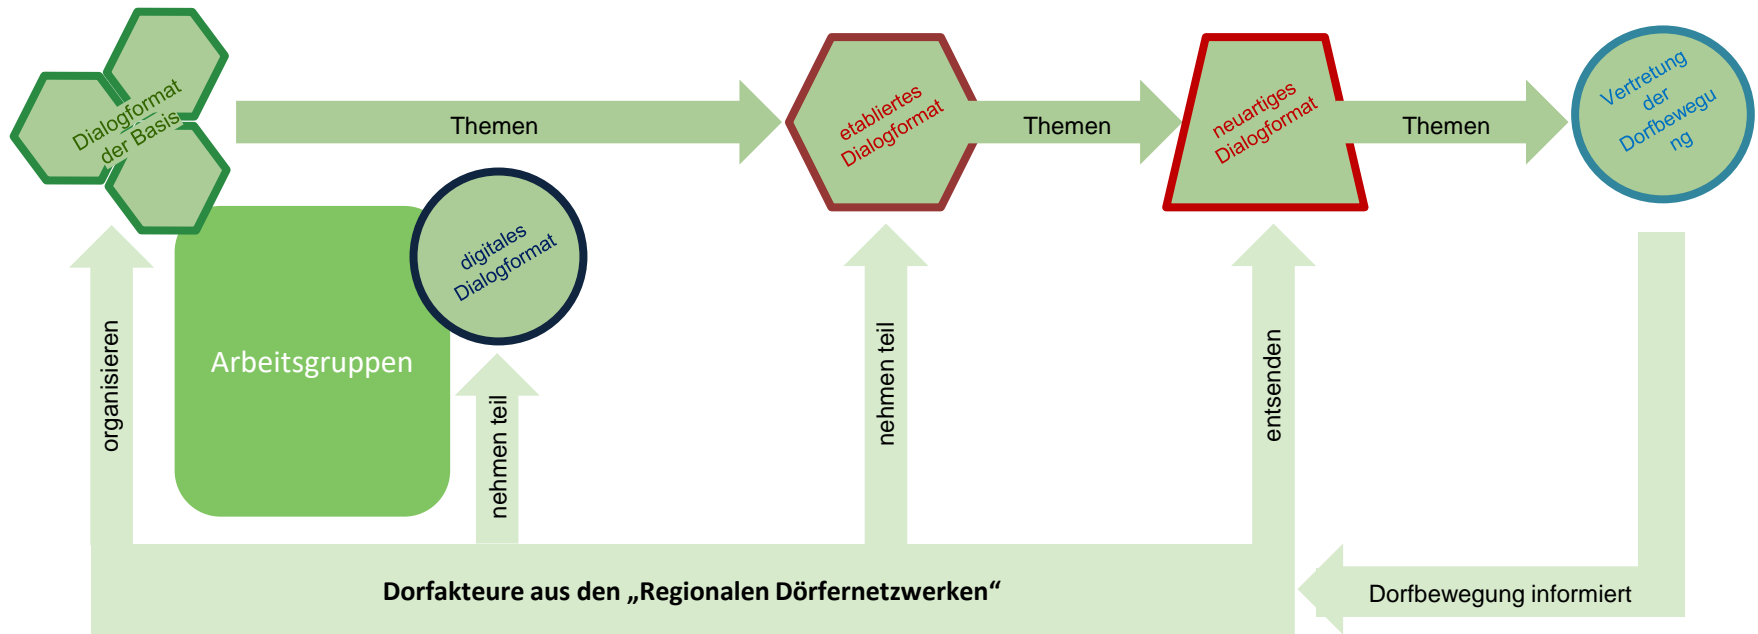 Dialogformat
der Basis
Themen
etabliertes
Dialogformat
Themen
neuartiges
Dialogformat
Themen
Vertretung
der
Dorfbewegu
ng
digitales
Dialogformat
Arbeitsgruppen
organisieren
nehmen teil
nehmen teil
entsenden
Dorfakteure aus den „Regionalen Dörfernetzwerken“
Dorfbewegung informiert